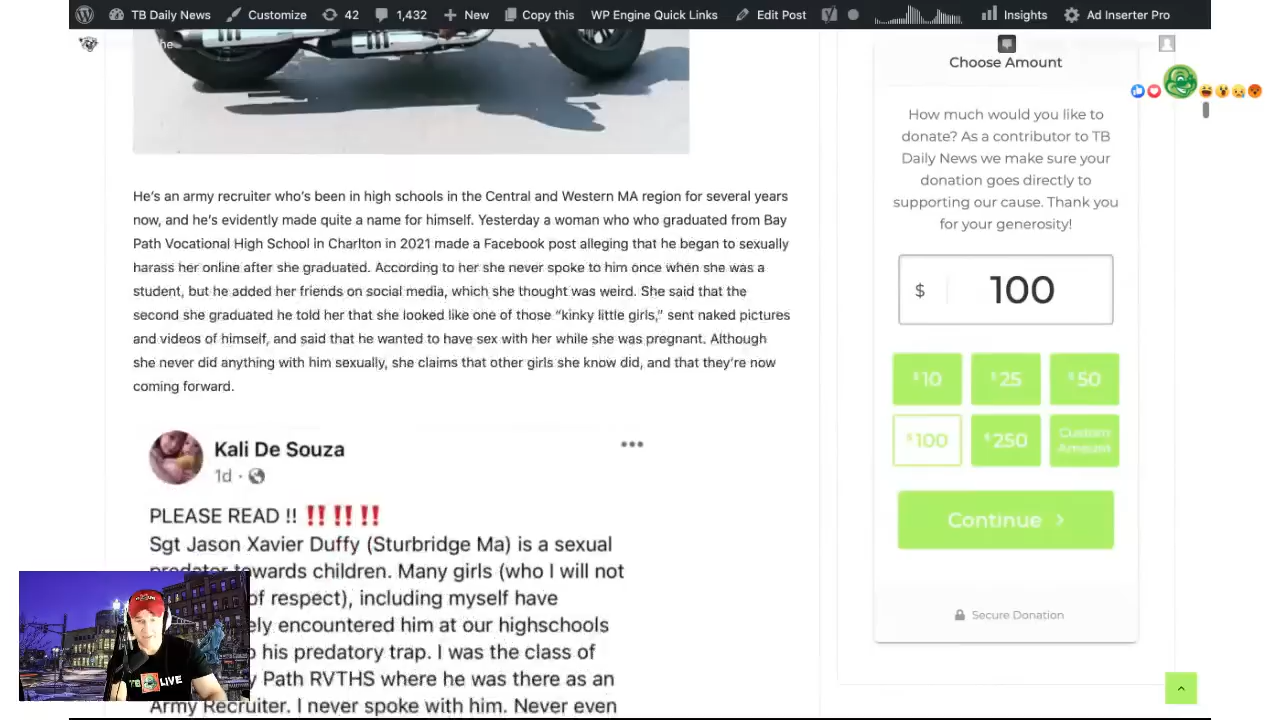 TB Daily News Customize 42 1,432 New Copy this WP Engine Quick Links Edit Post Insights Ad Inserter Pro
he
Choose Amount
How much would you like to
donate? As a contributor to TB
Daily News we make sure your
donation goes directly to
supporting our cause. Thank you
for your generosity!
$ 100
$10 $25 $50
$100 $250 Custom
Amount
Continue
Secure Donation
He's an army recruiter who's been in high schools in the Central and Western MA region for several years
now, and he's evidently made quite a name for himself. Yesterday a woman who who graduated from Bay
Path Vocational High School in Charlton in 2021 made a Facebook post alleging that he began to sexually
harass her online after she graduated. According to her she never spoke to him once when she was a
student, but he added her friends on social media, which she thought was weird. She said that the
second she graduated he told her that she looked like one of those "kinky little girls," sent naked pictures
and videos of himself, and said that he wanted to have sex with her while she was pregnant. Although
she never did anything with him sexually, she claims that other girls she know did, and that they're now
coming forward.
Kali De Souza
1d ·
PLEASE READ !! ‼️‼️‼️
Sgt Jason Xavier Duffy (Sturbridge Ma) is a sexual
predator towards children. Many girls (who I will not
of respect), including myself have
ely encountered him at our highschools
o his predatory trap. I was the class of
y Path RVTHS where he was there as an
Army Recruiter. I never spoke with him. Never even
TB LIVE